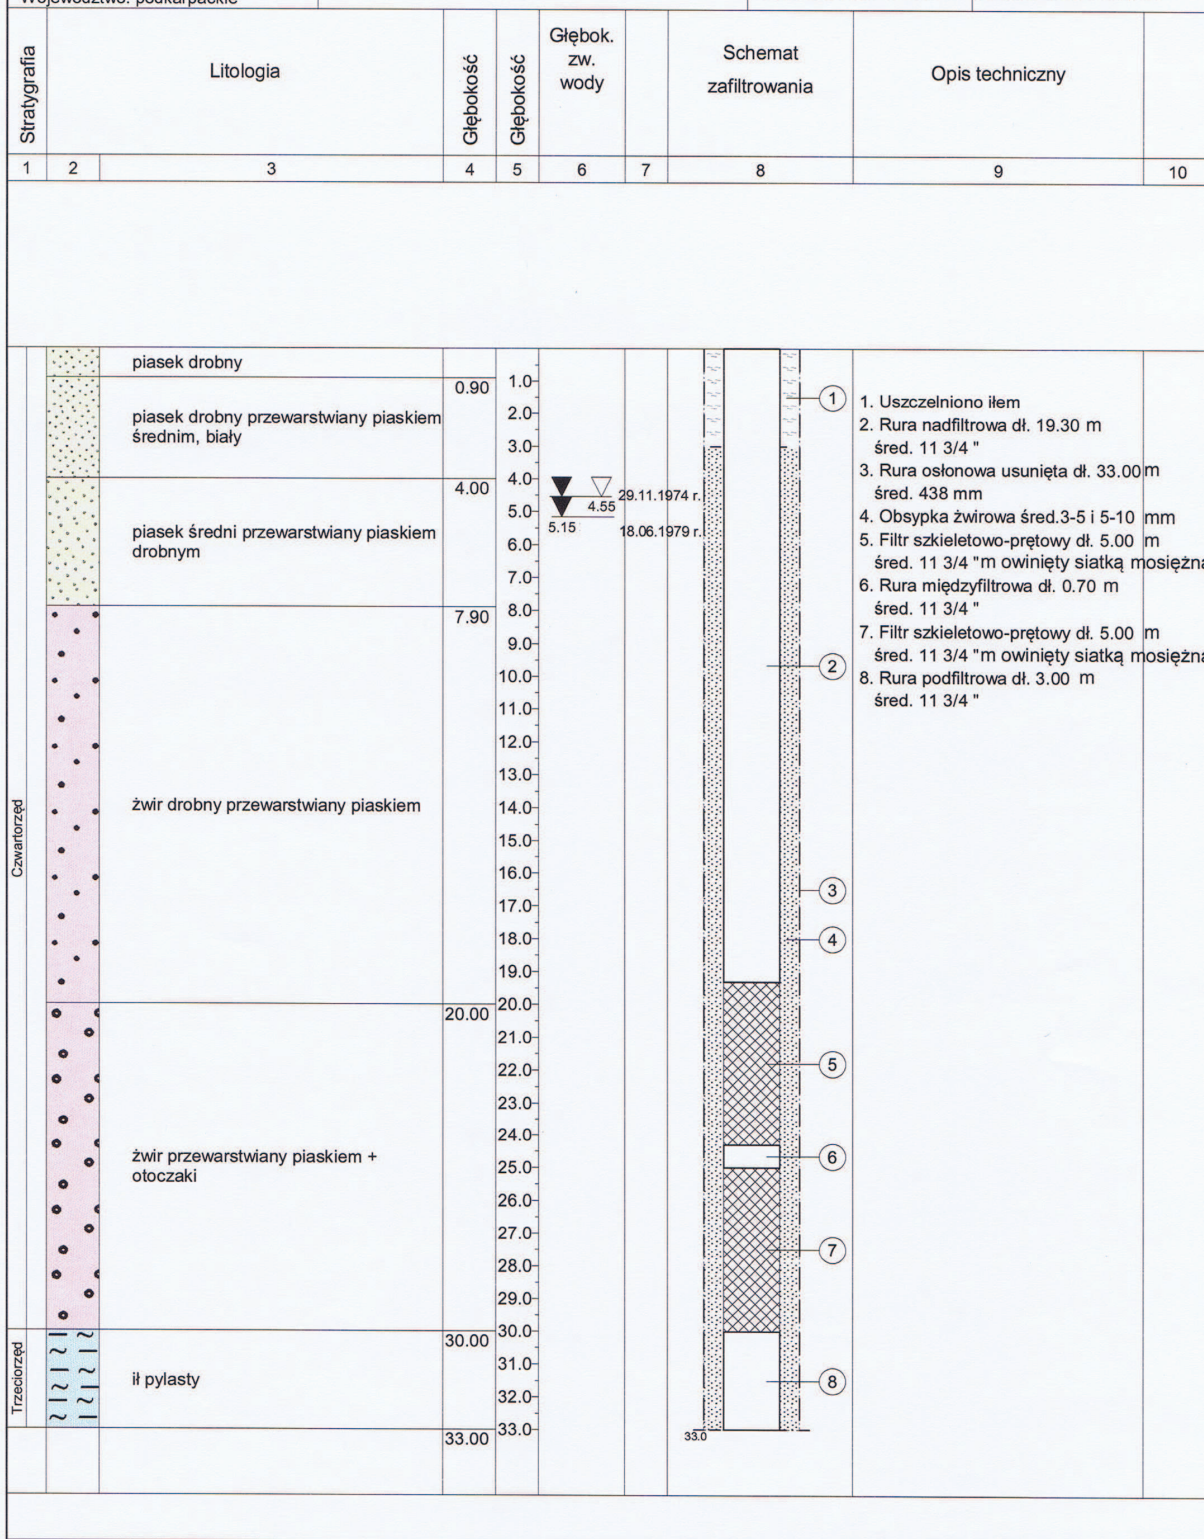 Województwo: podkarpackie
Stratygrafia
Litologia
Głębokość
Głębokość
Głębok.
zw.
wody
Schemat
zafiltrowania
Opis techniczny
1 2 3 4 5 6 7 8 9 10
Czwartorzęd
Trzeciorzęd
piasek drobny
0.90
piasek drobny przewarstwiany piaskiem
średnim, biały
4.00
piasek średni przewarstwiany piaskiem
drobnym
7.90
żwir drobny przewarstwiany piaskiem
20.00
żwir przewarstwiany piaskiem +
otoczaki
30.00
ił pylasty
33.00
1.0
2.0
3.0
4.0
5.0
6.0
7.0
8.0
9.0
10.0
11.0
12.0
13.0
14.0
15.0
16.0
17.0
18.0
19.0
20.0
21.0
22.0
23.0
24.0
25.0
26.0
27.0
28.0
29.0
30.0
31.0
32.0
33.0
4.55 29.11.1974 r.
5.15 18.06.1979 r.
1
2
3
4
5
6
7
8
33.0
1. Uszczelniono iłem
2. Rura nadfiltrowa dł. 19.30 m
śred. 11 3/4 "
3. Rura osłonowa usunięta dł. 33.00 m
śred. 438 mm
4. Obsypka żwirowa śred.3-5 i 5-10 mm
5. Filtr szkieletowo-prętowy dł. 5.00 m
śred. 11 3/4 "m owinięty siatką mosiężną
6. Rura międzyfiltrowa dł. 0.70 m
śred. 11 3/4 "
7. Filtr szkieletowo-prętowy dł. 5.00 m
śred. 11 3/4 "m owinięty siatką mosiężną
8. Rura podfiltrowa dł. 3.00 m
śred. 11 3/4 "